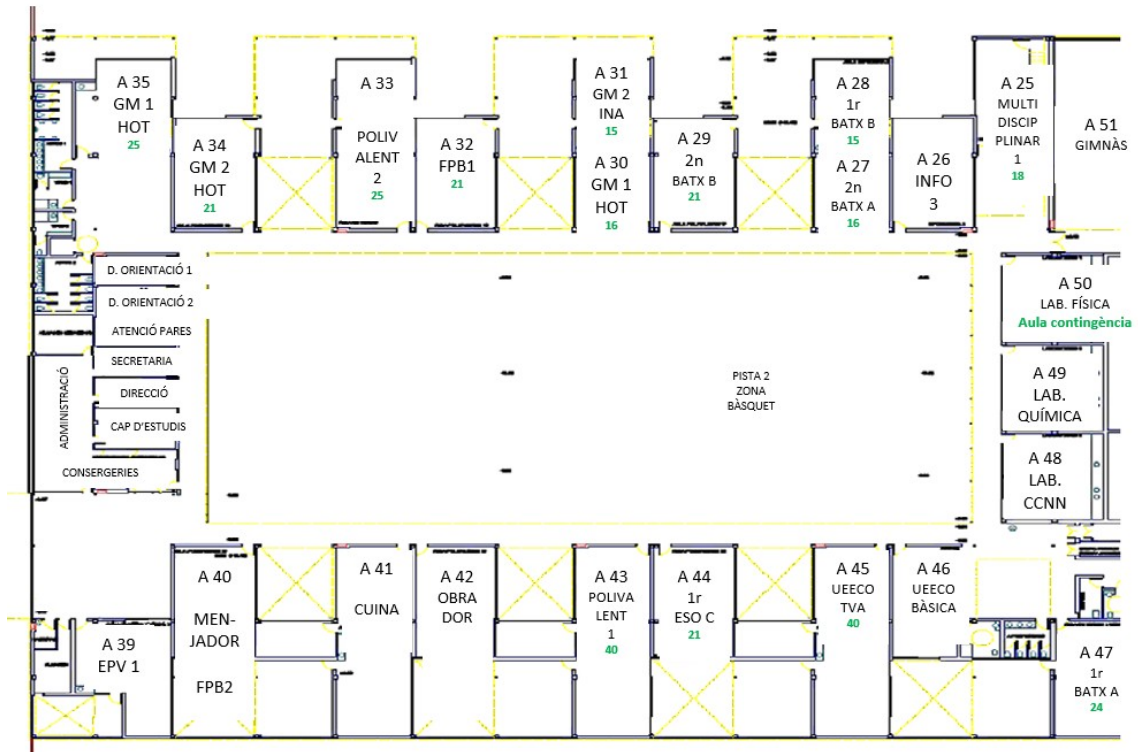 A 35
GM 1
HOT
25
A 34
GM 2
HOT
21
A 33
POLIV
ALENT
2
25
A 32
FPB1
21
A 31
GM 2
INA
15
A 30
GM 1
HOT
16
A 29
2n
BATX B
21
A 28
1r
BATX B
15
A 27
2n
BATX A
16
A 26
INFO
3
A 25
MULTI
DISCIP
PLINAR
1
18
A 51
GIMNÀS
D. ORIENTACIÓ 1
D. ORIENTACIÓ 2
ATENCIÓ PARES
SECRETARIA
DIRECCIÓ
CAP D'ESTUDIS
ADMINISTRACIÓ
CONSERGERIES
PISTA 2
ZONA
BÀSQUET
A 50
LAB. FÍSICA
Aula contingència
A 49
LAB.
QUÍMICA
A 48
LAB.
CCNN
A 39
EPV 1
A 40
MEN-
JADOR
FPB2
A 41
CUINA
A 42
OBRA
DOR
A 43
POLIVA
LENT
1
40
A 44
1r
ESO C
21
A 45
UEECO
TVA
40
A 46
UEECO
BÀSICA
A 47
1r
BATX A
24